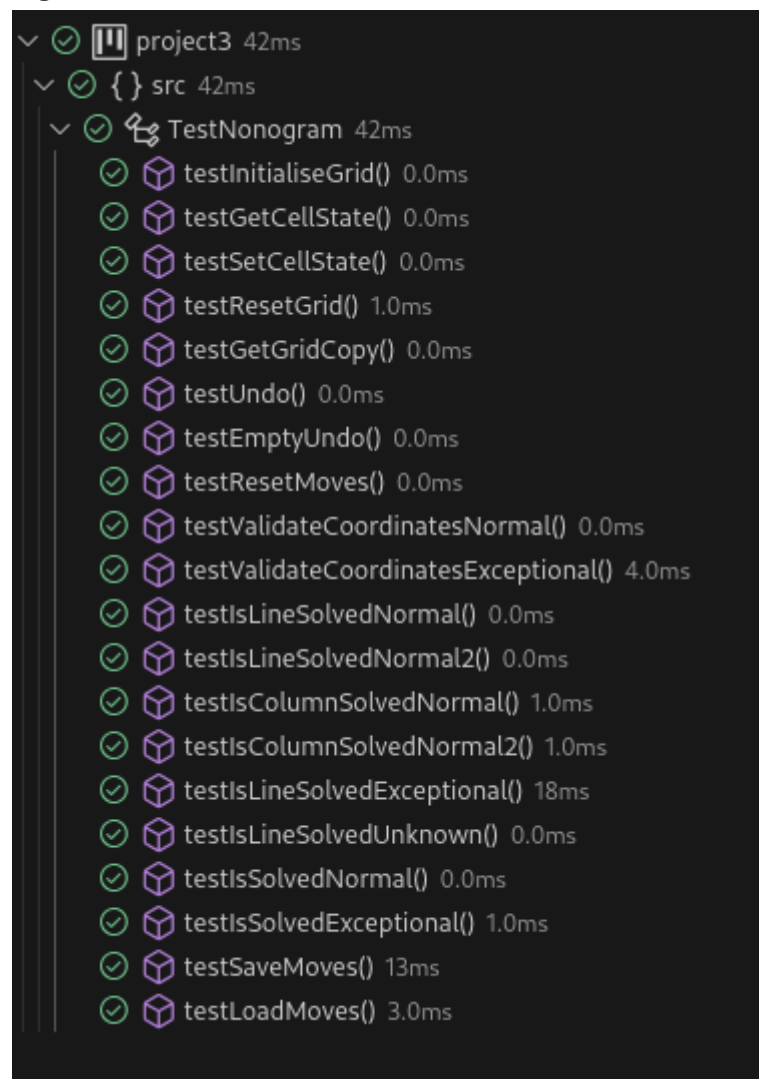 project3 42ms
{ } src 42ms
TestNonogram 42ms
testInitialiseGrid() 0.0ms
testGetCellState() 0.0ms
testSetCellState() 0.0ms
testResetGrid() 1.0ms
testGetGridCopy() 0.0ms
testUndo() 0.0ms
testEmptyUndo() 0.0ms
testResetMoves() 0.0ms
testValidateCoordinatesNormal() 0.0ms
testValidateCoordinatesExceptional() 4.0ms
testIsLineSolvedNormal() 0.0ms
testIsLineSolvedNormal2() 0.0ms
testIsColumnSolvedNormal() 1.0ms
testIsColumnSolvedNormal2() 1.0ms
testIsLineSolvedExceptional() 18ms
testIsLineSolvedUnknown() 0.0ms
testIsSolvedNormal() 0.0ms
testIsSolvedExceptional() 1.0ms
testSaveMoves() 13ms
testLoadMoves() 3.0ms